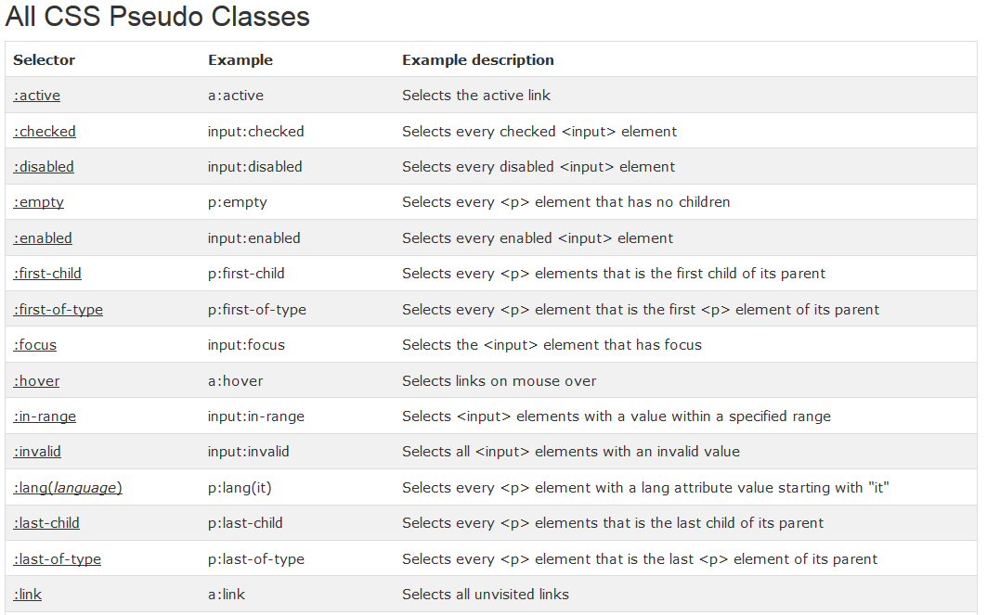 All CSS Pseudo Classes
Selector Example Example description
:active a:active Selects the active link
:checked input:checked Selects every checked <input> element
:disabled input:disabled Selects every disabled <input> element
:empty p:empty Selects every <p> element that has no children
:enabled input:enabled Selects every enabled <input> element
:first-child p:first-child Selects every <p> elements that is the first child of its parent
:first-of-type p:first-of-type Selects every <p> element that is the first <p> element of its parent
:focus input:focus Selects the <input> element that has focus
:hover a:hover Selects links on mouse over
:in-range input:in-range Selects <input> elements with a value within a specified range
:invalid input:invalid Selects all <input> elements with an invalid value
:lang(language) p:lang(it) Selects every <p> element with a lang attribute value starting with "it"
:last-child p:last-child Selects every <p> elements that is the last child of its parent
:last-of-type p:last-of-type Selects every <p> element that is the last <p> element of its parent
:link a:link Selects all unvisited links